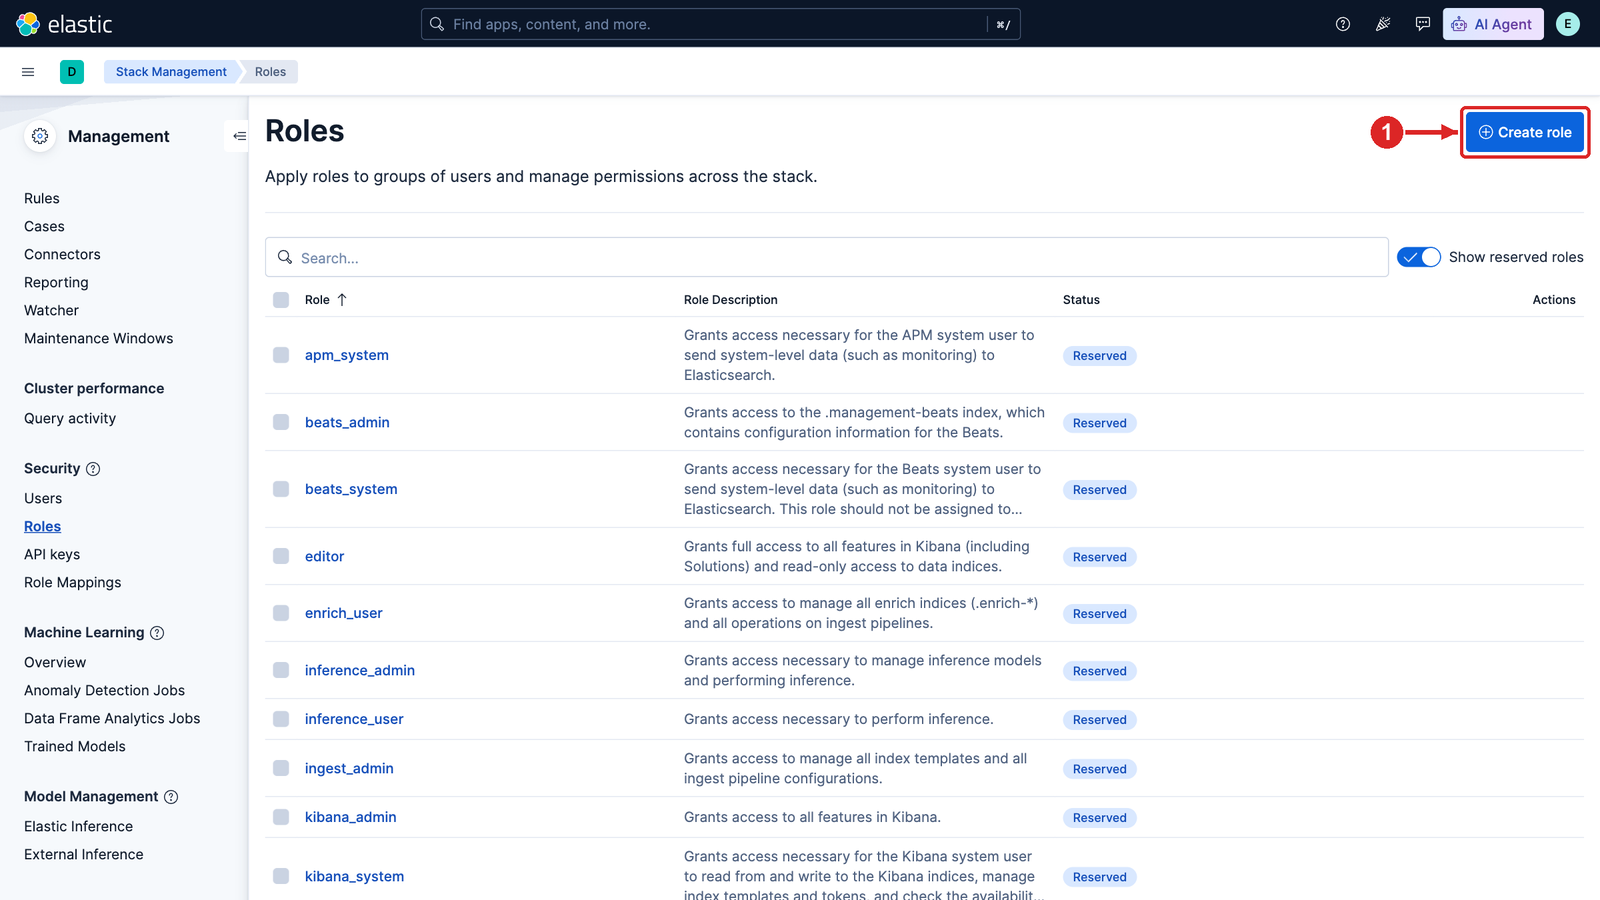 elastic
Find apps, content, and more.
⌘/
AI Agent
E
D
Stack Management
Roles
Management
Rules
Cases
Connectors
Reporting
Watcher
Maintenance Windows
Cluster performance
Query activity
Security
Users
Roles
API keys
Role Mappings
Machine Learning
Overview
Anomaly Detection Jobs
Data Frame Analytics Jobs
Trained Models
Model Management
Elastic Inference
External Inference
Roles
1
Create role
Apply roles to groups of users and manage permissions across the stack.
Search...
Show reserved roles
Role
Role Description
Status
Actions
apm_system
Grants access necessary for the APM system user to
send system-level data (such as monitoring) to
Elasticsearch.
Reserved
beats_admin
Grants access to the .management-beats index, which
contains configuration information for the Beats.
Reserved
beats_system
Grants access necessary for the Beats system user to
send system-level data (such as monitoring) to
Elasticsearch. This role should not be assigned to...
Reserved
editor
Grants full access to all features in Kibana (including
Solutions) and read-only access to data indices.
Reserved
enrich_user
Grants access to manage all enrich indices (.enrich-*)
and all operations on ingest pipelines.
Reserved
inference_admin
Grants access necessary to manage inference models
and performing inference.
Reserved
inference_user
Grants access necessary to perform inference.
Reserved
ingest_admin
Grants access to manage all index templates and all
ingest pipeline configurations.
Reserved
kibana_admin
Grants access to all features in Kibana.
Reserved
kibana_system
Grants access necessary for the Kibana system user
to read from and write to the Kibana indices, manage
index templates and tokens, and check the availabilit...
Reserved